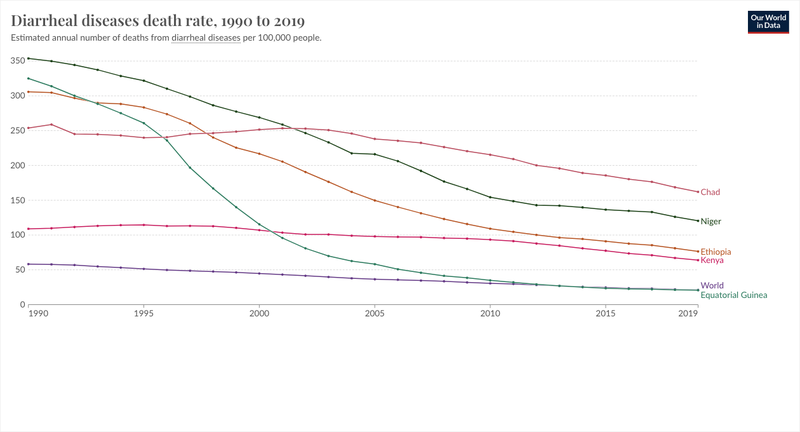 Diarrheal diseases death rate, 1990 to 2019
Our World
in Data
Estimated annual number of deaths from diarrheal diseases per 100,000 people.
350
300
250
200
150
100
50
0
1990
1995
2000
2005
2010
2015
2019
Chad
Niger
Ethiopia
Kenya
World
Equatorial Guinea